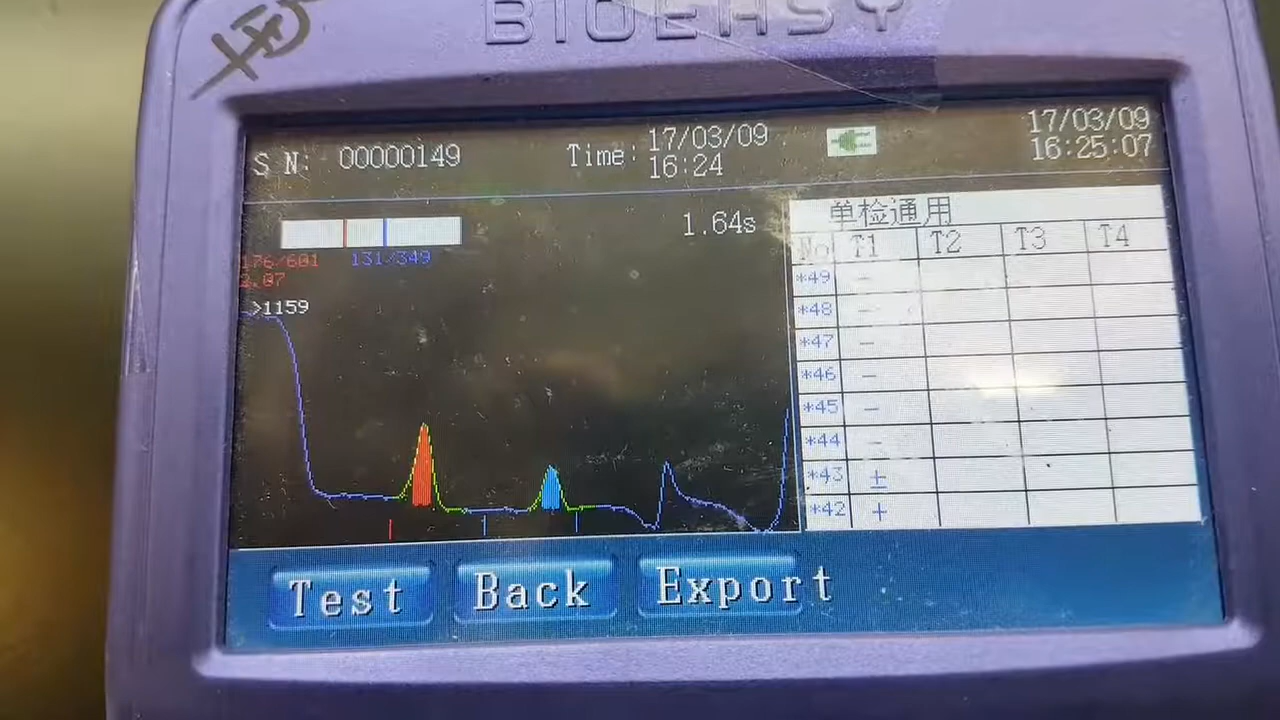 BIOEASY
S N: 00000149
Time: 17/03/09
16:24
17/03/09
16:25:07
1.64s
176/601
131/349
2.07
>1159
单检通用
No T1 T2 T3 T4
*49 -
*48 -
*47 -
*46 -
*45 -
*44 -
*43 ±
*42 +
Test Back Export